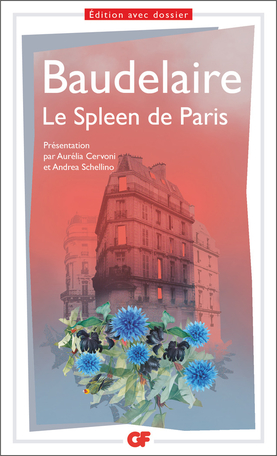 Édition avec dossier
Baudelaire
Le Spleen de Paris
Présentation
par Aurélia Cervoni
et Andrea Schellino
GF